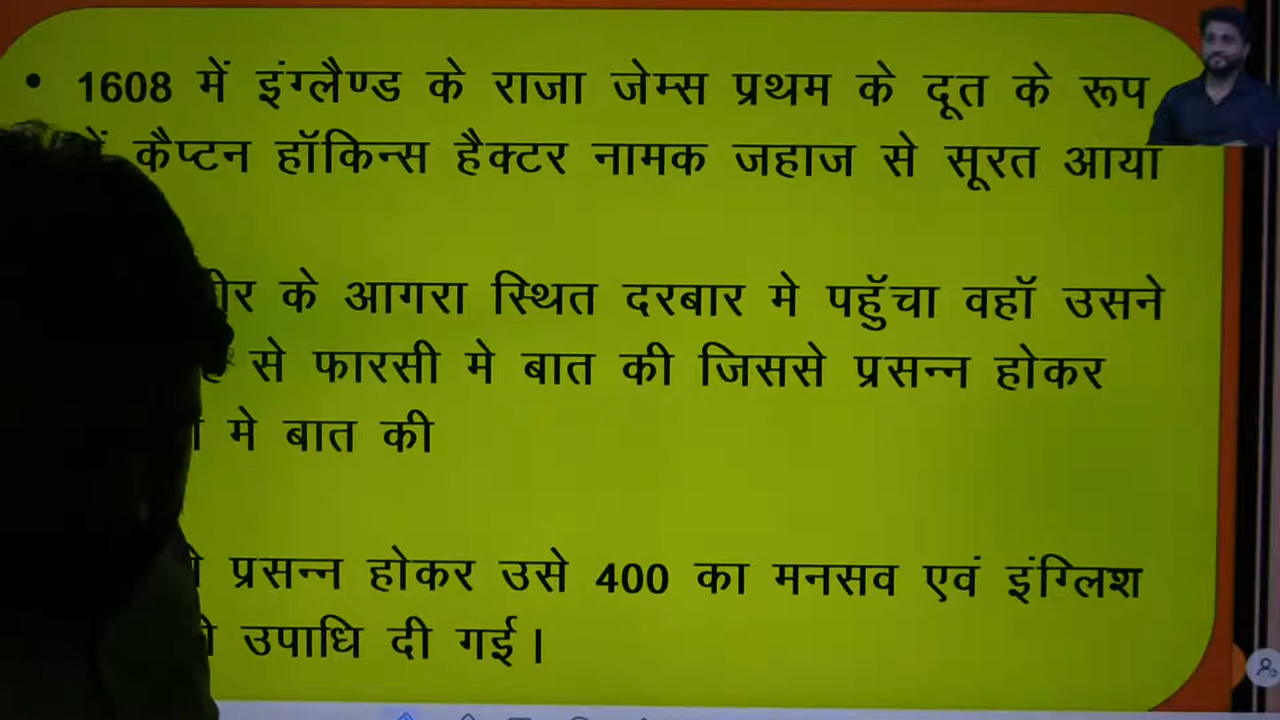 • 1608 में इंग्लैण्ड के राजा जेम्स प्रथम के दूत के रूप
कैप्टन हॉकिन्स हैक्टर नामक जहाज से सूरत आया
के आगरा स्थित दरबार मे पहुॅचा वहाॅ उसने
से फारसी मे बात की जिससे प्रसन्न होकर
मे बात की
प्रसन्न होकर उसे 400 का मनसव एवं इंग्लिश
उपाधि दी गई।